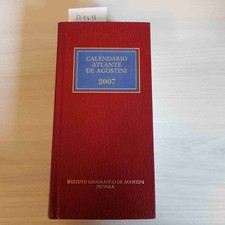 CALENDARIO
ATLANTE
DE AGOSTINI
2007
ISTITUTO GEOGRAFICO DE AGOSTINI
NOVARA